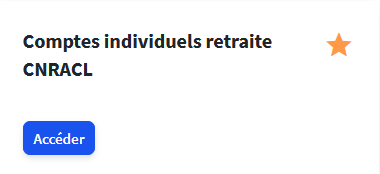 Comptes individuels retraite
CNRACL
Accéder